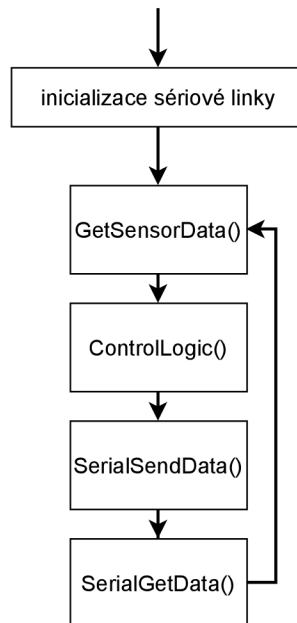 inicializace sériové linky
GetSensorData()
ControlLogic()
SerialSendData()
SerialGetData()